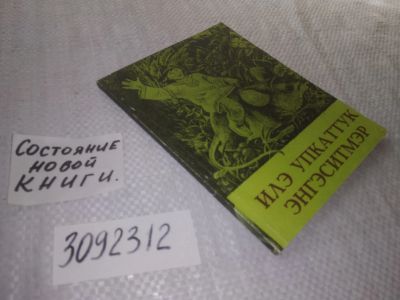 Состояние
новой
книги.
3092312
ИЛЭ УПКАТТУК
ЭНГЭСИТМЭР